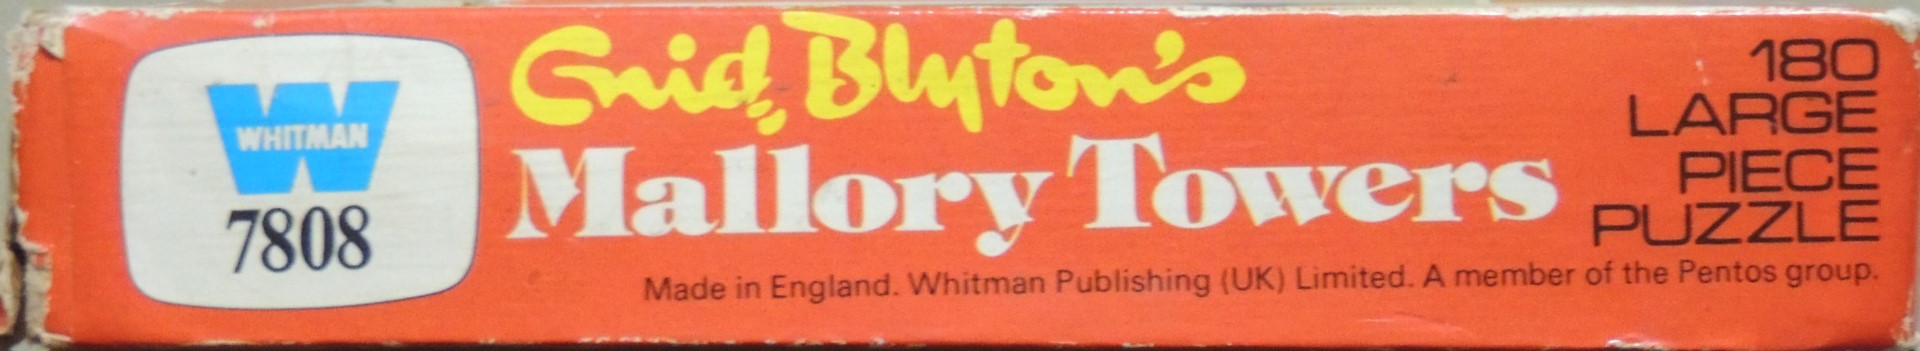 WHITMAN
7808
Enid Blyton's
Mallory Towers
180
LARGE
PIECE
PUZZLE
Made in England. Whitman Publishing (UK) Limited. A member of the Pentos group.